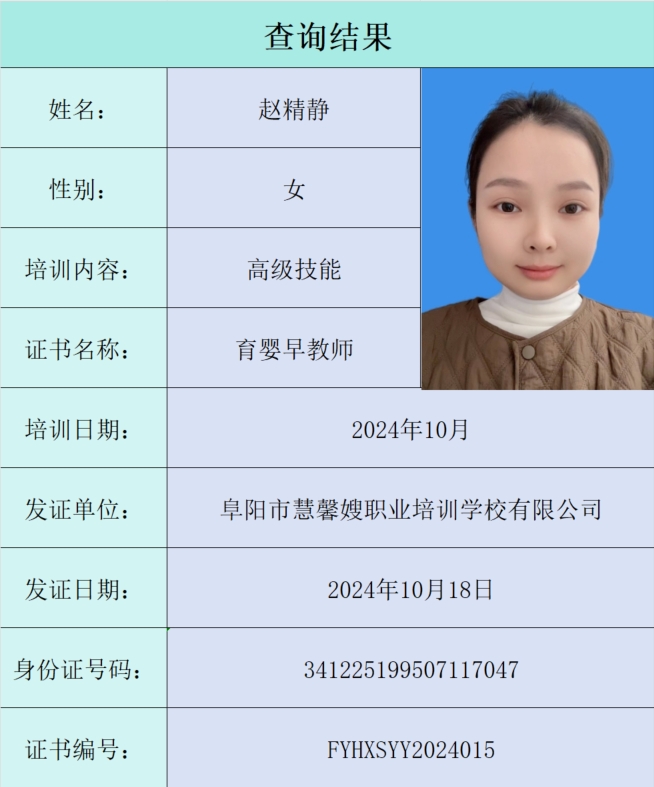 查询结果
姓名： 赵精静
性别： 女
培训内容： 高级技能
证书名称： 育婴早教师
培训日期： 2024年10月
发证单位： 阜阳市慧馨嫂职业培训学校有限公司
发证日期： 2024年10月18日
身份证号码： 341225199507117047
证书编号： FYHXSYY2024015